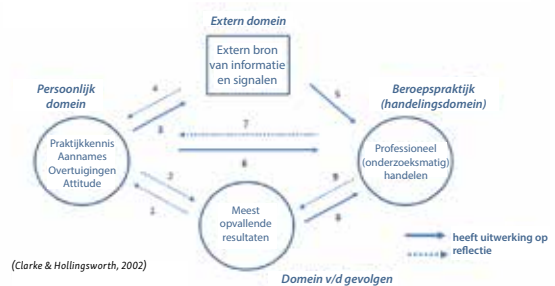 Extern domein
Extern bron
van informatie
en signalen
Persoonlijk
domein
Beroepspraktijk
(handelingsdomein)
4
3
5
7
6
Praktijkkennis
Aannames
Overtuigingen
Attitude
Professioneel
(onderzoeksmatig)
handelen
2
1
9
8
Meest
opvallende
resultaten
heeft uitwerking op
reflectie
(Clarke & Hollingsworth, 2002)
Domein v/d gevolgen